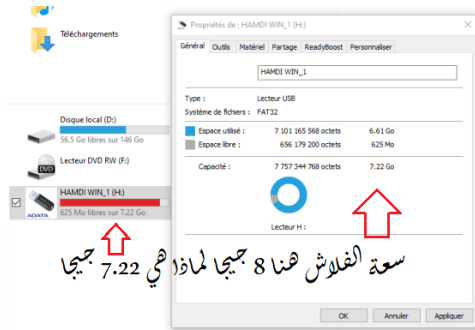 Téléchargements
Disque local (D:)
56.5 Go libres sur 146 Go
Lecteur DVD RW (F:)
DVD
HAMDI WIN_1 (H:)
625 Mo libres sur 7.22 Go
ADATA
Propriétés de : HAMDI WIN_1 (H:)
Général Outils Matériel Partage ReadyBoost Personnaliser
HAMDI WIN_1
Type : Lecteur USB
Système de fichiers : FAT32
Espace utilisé : 7 101 165 568 octets 6.61 Go
Espace libre : 656 179 200 octets 625 Mo
Capacité : 7 757 344 768 octets 7.22 Go
Lecteur H :
سعة الفلاش هنا 8 جيجا لماذا هي 7.22 جيجا
OK Annuler Appliquer